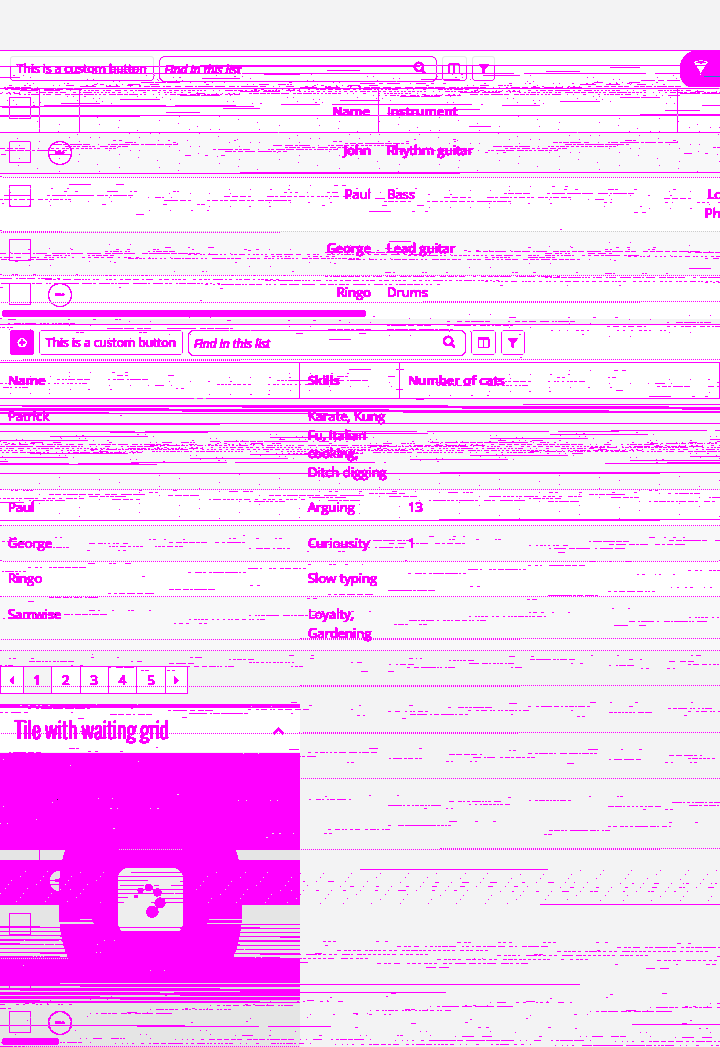 This is a custom button Find in this list
Name Instrument
John Rhythm guitar
Paul Bass Lo
Ph
George Lead guitar
Ringo Drums
This is a custom button Find in this list
Name Skills Number of cats
Patrick Karate, Kung
Fu, Italian
cooking,
Ditch digging
Paul Arguing 13
George Curiousity 1
Ringo Slow typing
Samwise Loyalty,
Gardening
1 2 3 4 5
Tile with waiting grid